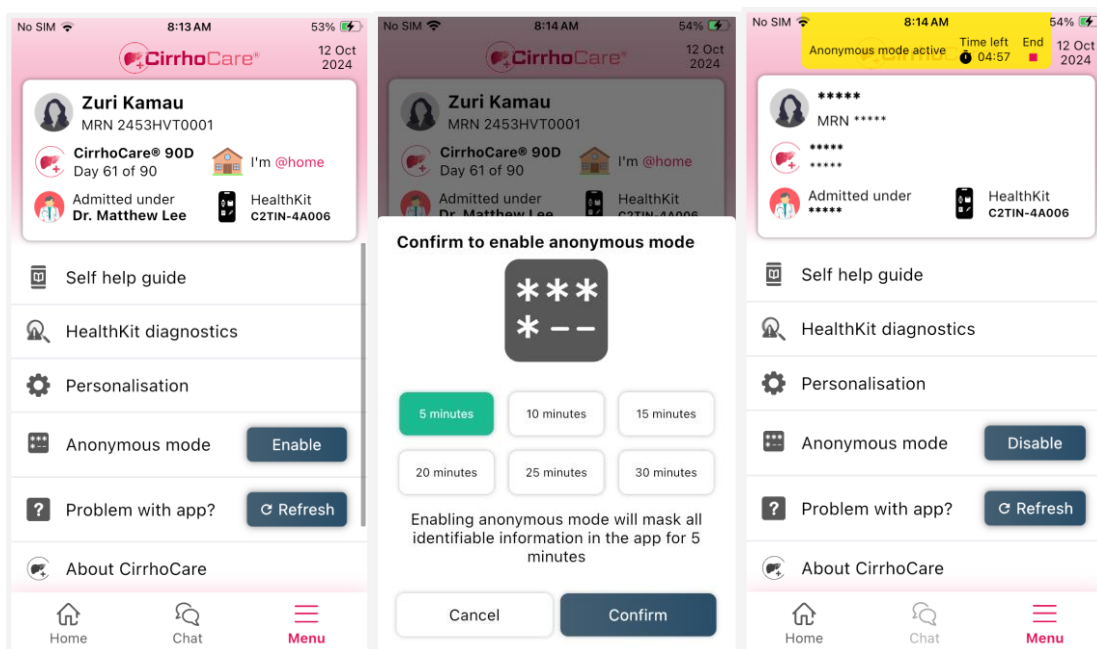 No SIM 8:13 AM 53%
CirrhoCare® 12 Oct
2024
Zuri Kamau
MRN 2453HVT0001
CirrhoCare® 90D
Day 61 of 90
I'm @home
Admitted under
Dr. Matthew Lee
HealthKit
C2TIN-4A006
Self help guide
HealthKit diagnostics
Personalisation
Anonymous mode Enable
Problem with app? Refresh
About CirrhoCare
Home Chat Menu
No SIM 8:14 AM 54%
CirrhoCare® 12 Oct
2024
Zuri Kamau
MRN 2453HVT0001
CirrhoCare® 90D
Day 61 of 90
I'm @home
Admitted under
Dr. Matthew Lee
HealthKit
C2TIN-4A006
Confirm to enable anonymous mode
***
*--
5 minutes 10 minutes 15 minutes
20 minutes 25 minutes 30 minutes
Enabling anonymous mode will mask all
identifiable information in the app for 5
minutes
Cancel Confirm
No SIM 8:14 AM 54%
Anonymous mode active
Time left
04:57
End
12 Oct
2024
CirrhoCare
*****
MRN *****
*****
*****
Admitted under
*****
HealthKit
C2TIN-4A006
Self help guide
HealthKit diagnostics
Personalisation
Anonymous mode Disable
Problem with app? Refresh
About CirrhoCare
Home Chat Menu